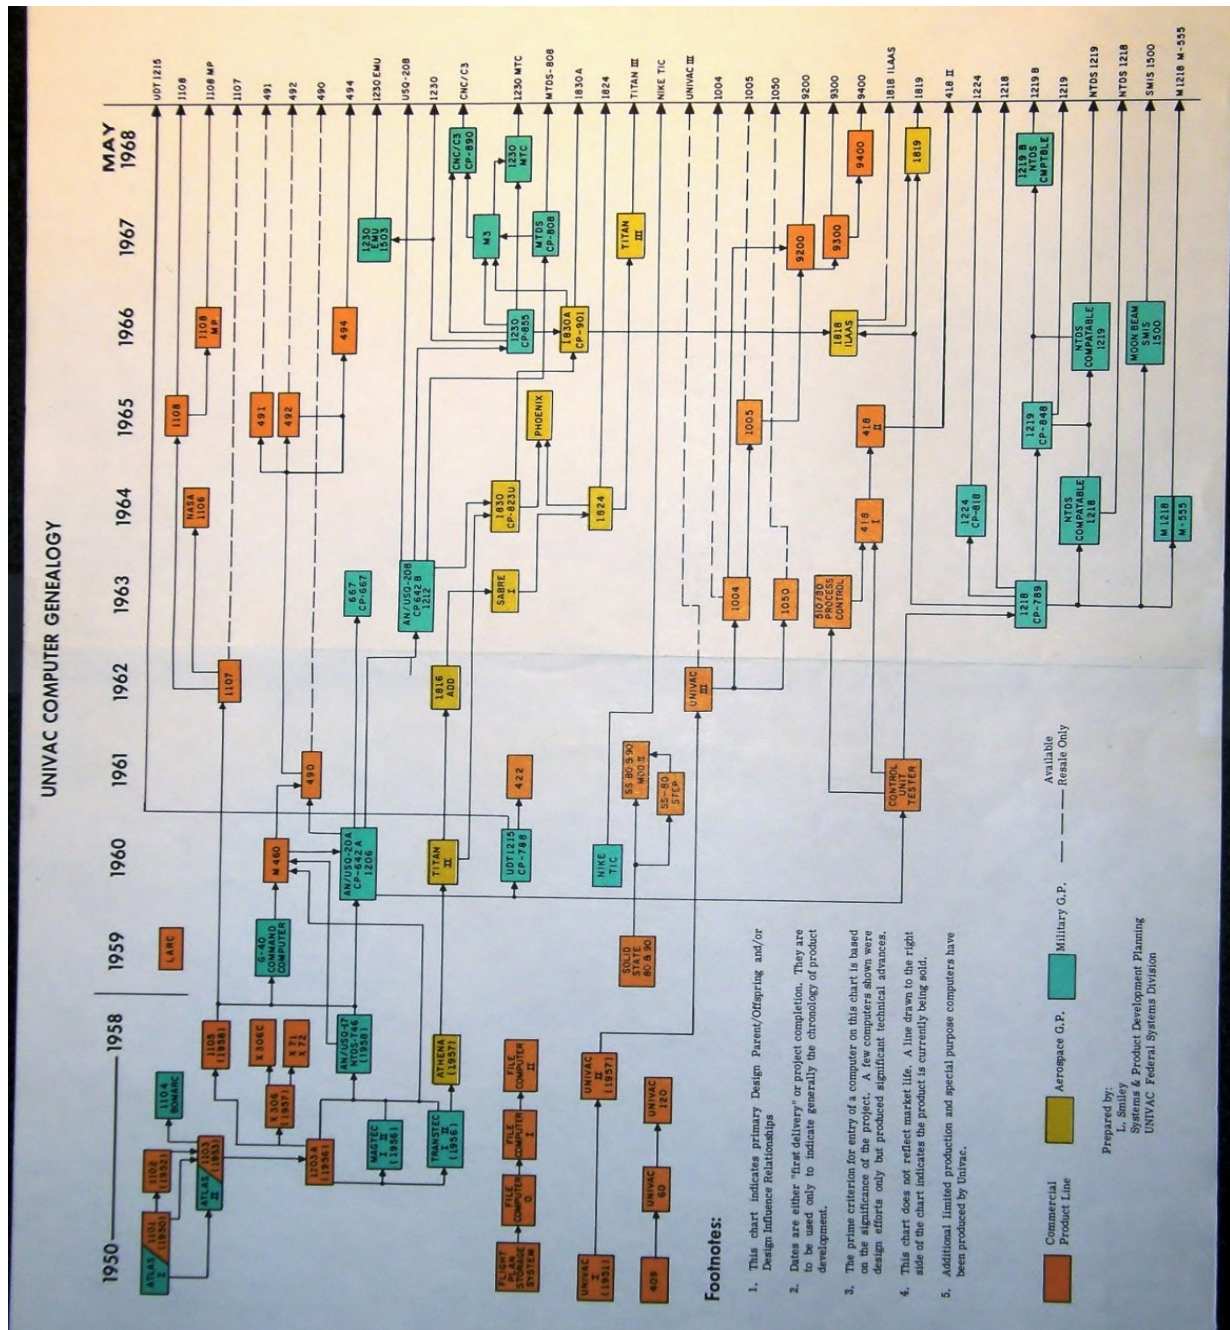 UNIVAC COMPUTER GENEALOGY
1950
1958
1959
1960
1961
1962
1963
1964
1965
1966
1967
MAY
1968
ATLAS
I
1101
(1950)
1102
(1952)
ATLAS
II
1103
(1953)
1104
BOMARC
1105
(1958)
X 306C
X 306
(1957)
X 71
X 72
1103A
(1956)
AN/USQ-17
NTDS-T46
(1958)
MAGTEC
I II
(1956)
TRANSTEC
I II
(1956)
ATHENA
(1957)
FLIGHT
PLAN
STORAGE
SYSTEM
FILE
COMPUTER
0
FILE
COMPUTER
I
FILE
COMPUTER
II
UNIVAC
I
(1951)
UNIVAC
II
(1957)
409
UNIVAC
60
UNIVAC
120
LARC
G-40
COMMAND
COMPUTER
SOLID
STATE
80 & 90
M460
AN/USQ-20A
CP-642A
1206
TITAN
II
UDT1215
CP-788
NIKE
TIC
490
422
SS 80 & 90
MOD II
SS-80
STEP
CONTROL
UNIT
TESTER
1107
1816
ADD
UNIVAC
III
667
CP-667
AN/USQ-20B
CP 642 B
1212
SABRE
I
1004
1050
510/80
PROCESS
CONTROL
1218
CP-789
NASA
1106
1830
CP-823U
1824
418
I
1224
CP-818
NTDS
COMPATABLE
1218
M 1218
M-555
1108
491
492
PHOENIX
1005
418
II
1219
CP-848
1108
MP
494
1230
CP-855
1830A
CP-901
1818
ILAAS
NTDS
COMPATABLE
1219
MOON BEAM
SMIS
1500
1230
EMU
1503
M3
MTDS
CP-808
TITAN
III
9200
9300
CNC/C3
CP-890
1230
MTC
9400
1819
1219 B
NTDS
CMPTBLE
UDT 1215
1108
1108 MP
1107
491
492
490
494
1230 EMU
USQ-20B
1230
CNC/C3
1230 MTC
MTDS-808
1830 A
1824
TITAN III
NIKE TIC
UNIVAC III
1004
1005
1050
9200
9300
9400
1818 ILAAS
1819
418 II
1224
1218
1219 B
1219
NTDS 1219
NTDS 1218
SMIS 1500
M1218 M-555
Footnotes:
1. This chart indicates primary Design Parent/Offspring and/or
Design Influence Relationships
2. Dates are either "first delivery" or project completion. They are
to be used only to indicate generally the chronology of product
development.
3. The prime criterion for entry of a computer on this chart is based
on the significance of the project. A few computers shown were
design efforts only but produced significant technical advances.
4. This chart does not reflect market life. A line drawn to the right
side of the chart indicates the product is currently being sold.
5. Additional limited production and special purpose computers have
been produced by Univac.
Commercial
Product Line
Aerospace G.P.
Military G.P.
Available
Resale Only
Prepared by:
L. Smiley
Systems & Product Development Planning
UNIVAC Federal Systems Division